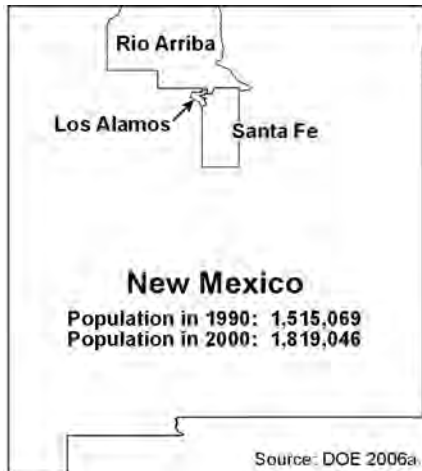 Rio Arriba
Los Alamos
Santa Fe
New Mexico
Population in 1990: 1,515,069
Population in 2000: 1,819,046
Source: DOE 2006a